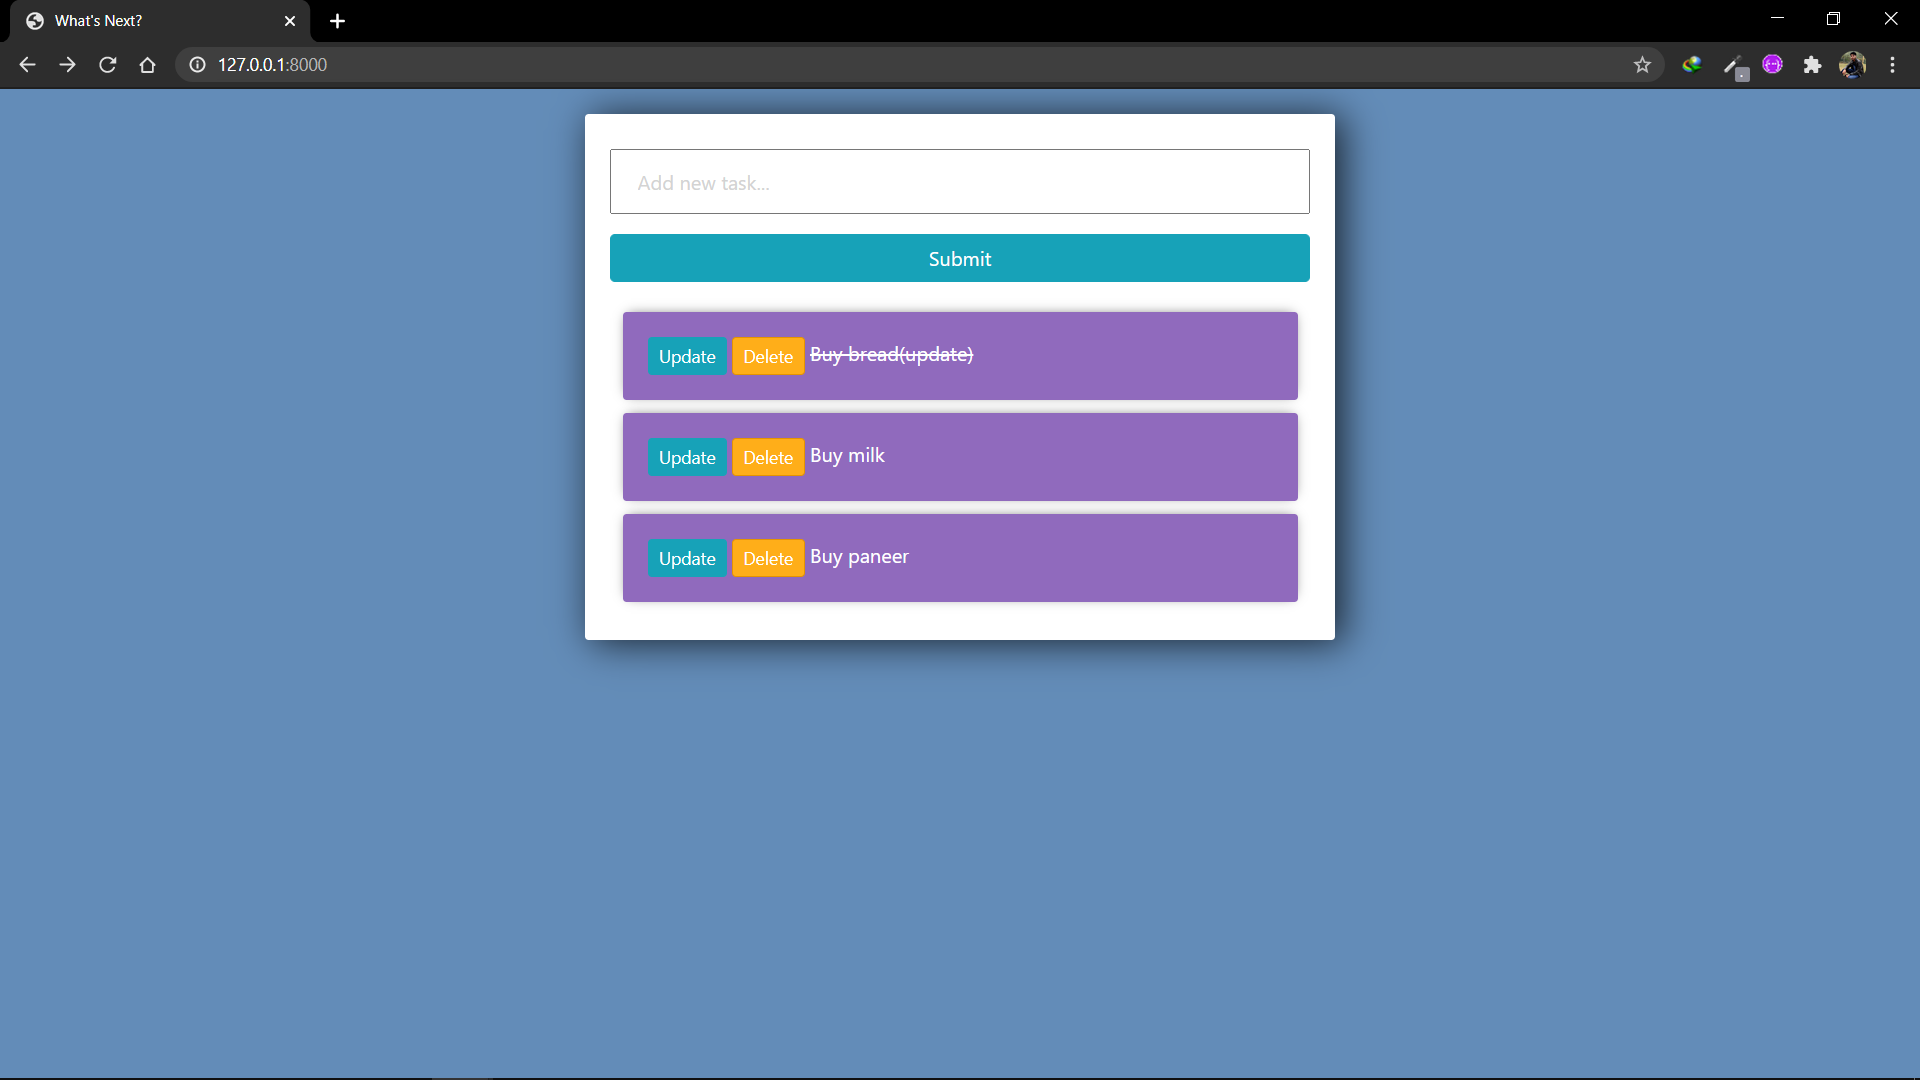 What's Next?
127.0.0.1:8000
Add new task...
Submit
Update Delete Buy bread(update)
Update Delete Buy milk
Update Delete Buy paneer